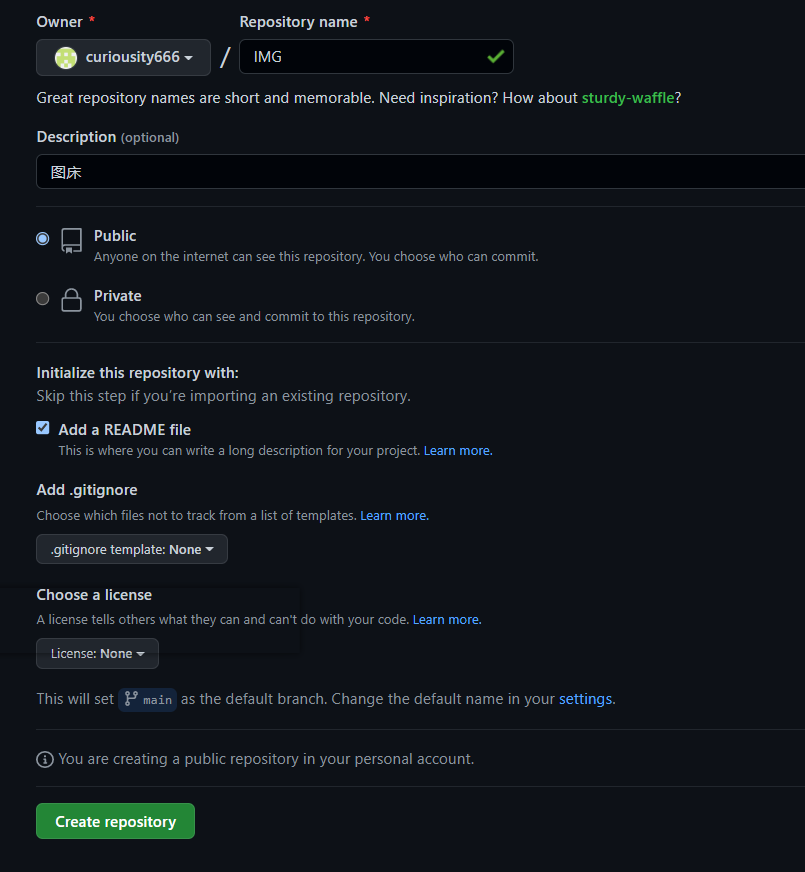 Owner * Repository name *
curiousity666 / IMG
Great repository names are short and memorable. Need inspiration? How about sturdy-waffle?
Description (optional)
图床
Public
Anyone on the internet can see this repository. You choose who can commit.
Private
You choose who can see and commit to this repository.
Initialize this repository with:
Skip this step if you're importing an existing repository.
Add a README file
This is where you can write a long description for your project. Learn more.
Add .gitignore
Choose which files not to track from a list of templates. Learn more.
.gitignore template: None
Choose a license
A license tells others what they can and can't do with your code. Learn more.
License: None
This will set main as the default branch. Change the default name in your settings.
You are creating a public repository in your personal account.
Create repository